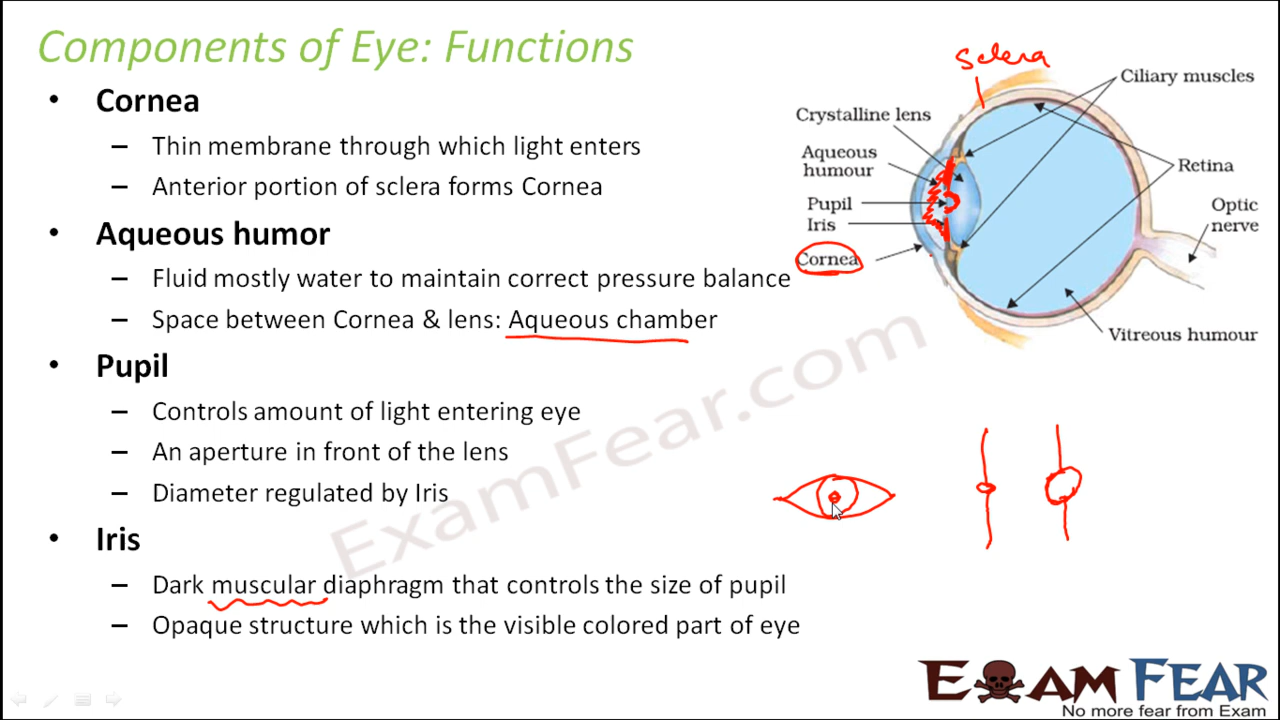 Components of Eye: Functions
• Cornea
– Thin membrane through which light enters
– Anterior portion of sclera forms Cornea
• Aqueous humor
– Fluid mostly water to maintain correct pressure balance
– Space between Cornea & lens: Aqueous chamber
• Pupil
– Controls amount of light entering eye
– An aperture in front of the lens
– Diameter regulated by Iris
• Iris
– Dark muscular diaphragm that controls the size of pupil
– Opaque structure which is the visible colored part of eye
Sclera
Ciliary muscles
Crystalline lens
Aqueous
humour
Retina
Pupil
Optic
nerve
Iris
Cornea
Vitreous humour
ExamFear.com
EXAM FEAR
No more fear from Exam